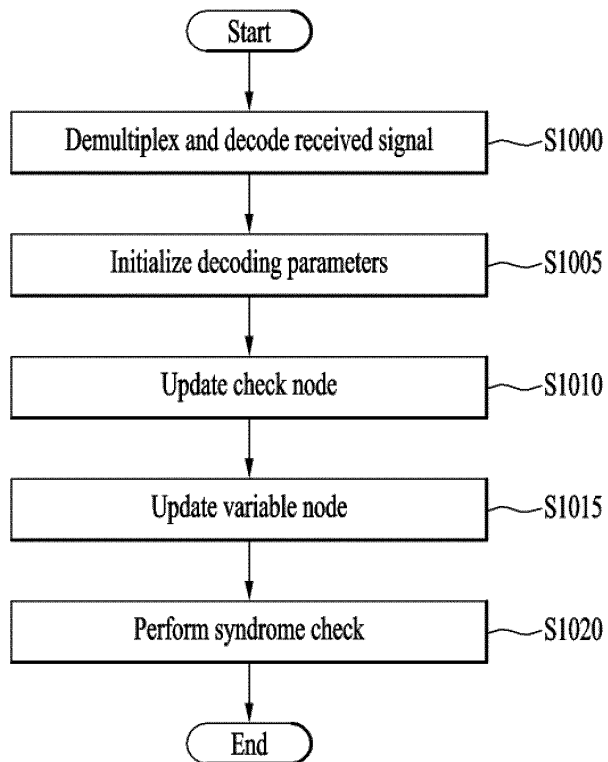 Start
Demultiplex and decode received signal
S1000
Initialize decoding parameters
S1005
Update check node
S1010
Update variable node
S1015
Perform syndrome check
S1020
End